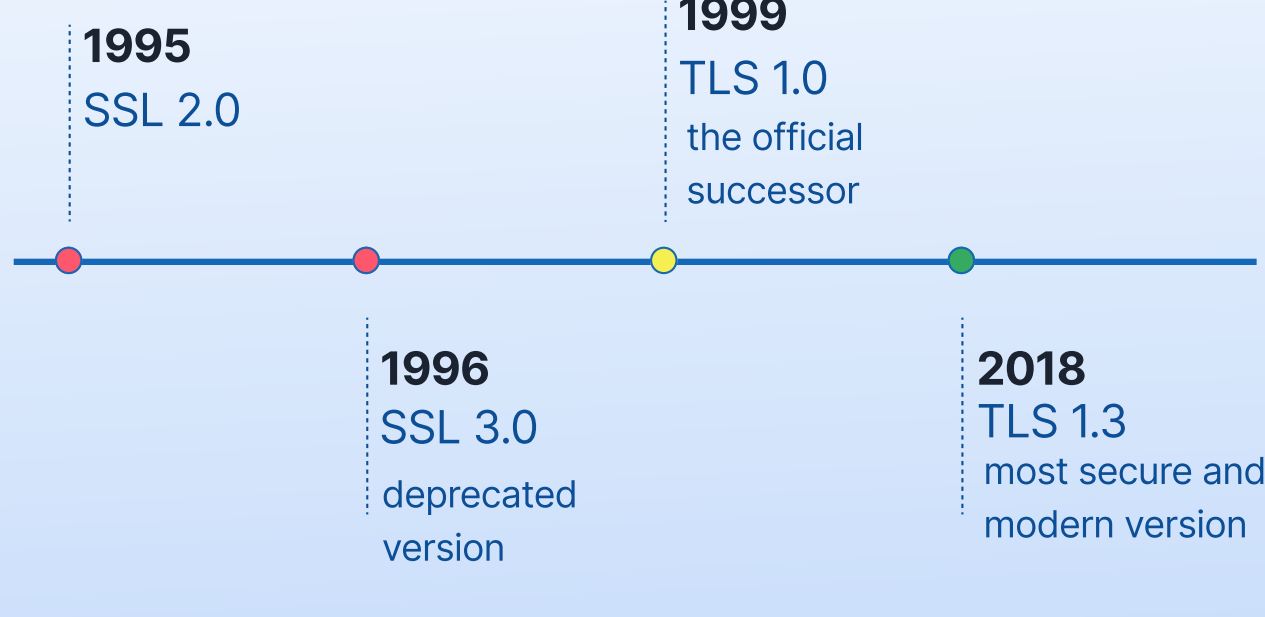 1995
SSL 2.0
1996
SSL 3.0
deprecated
version
1999
TLS 1.0
the official
successor
2018
TLS 1.3
most secure and
modern version